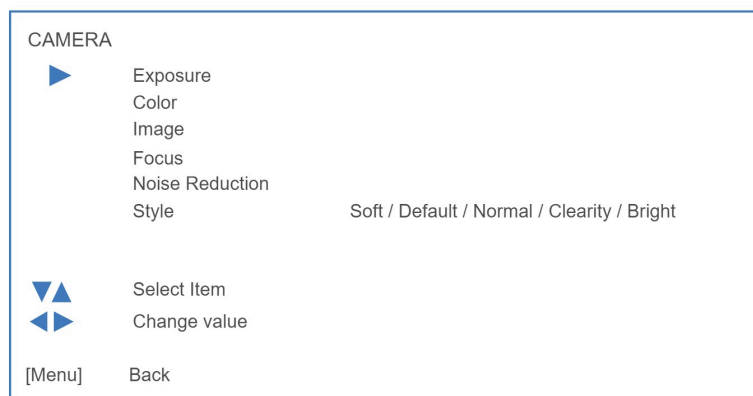 CAMERA
Exposure
Color
Image
Focus
Noise Reduction
Style Soft / Default / Normal / Clearity / Bright
Select Item
Change value
[Menu] Back